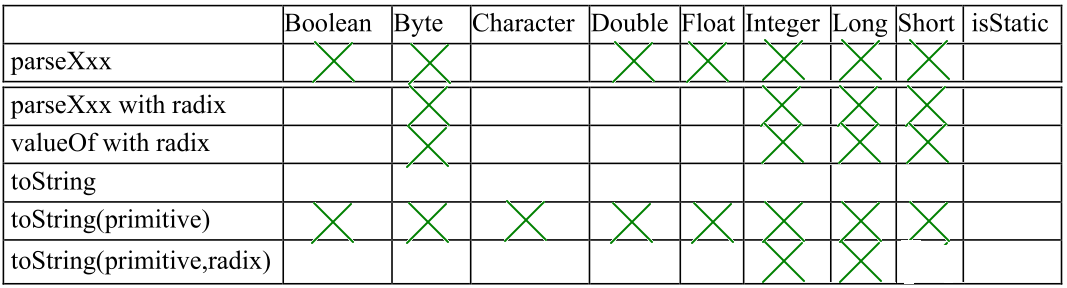 Boolean Byte Character Double Float Integer Long Short isStatic
parseXxx
parseXxx with radix
valueOf with radix
toString
toString(primitive)
toString(primitive,radix)